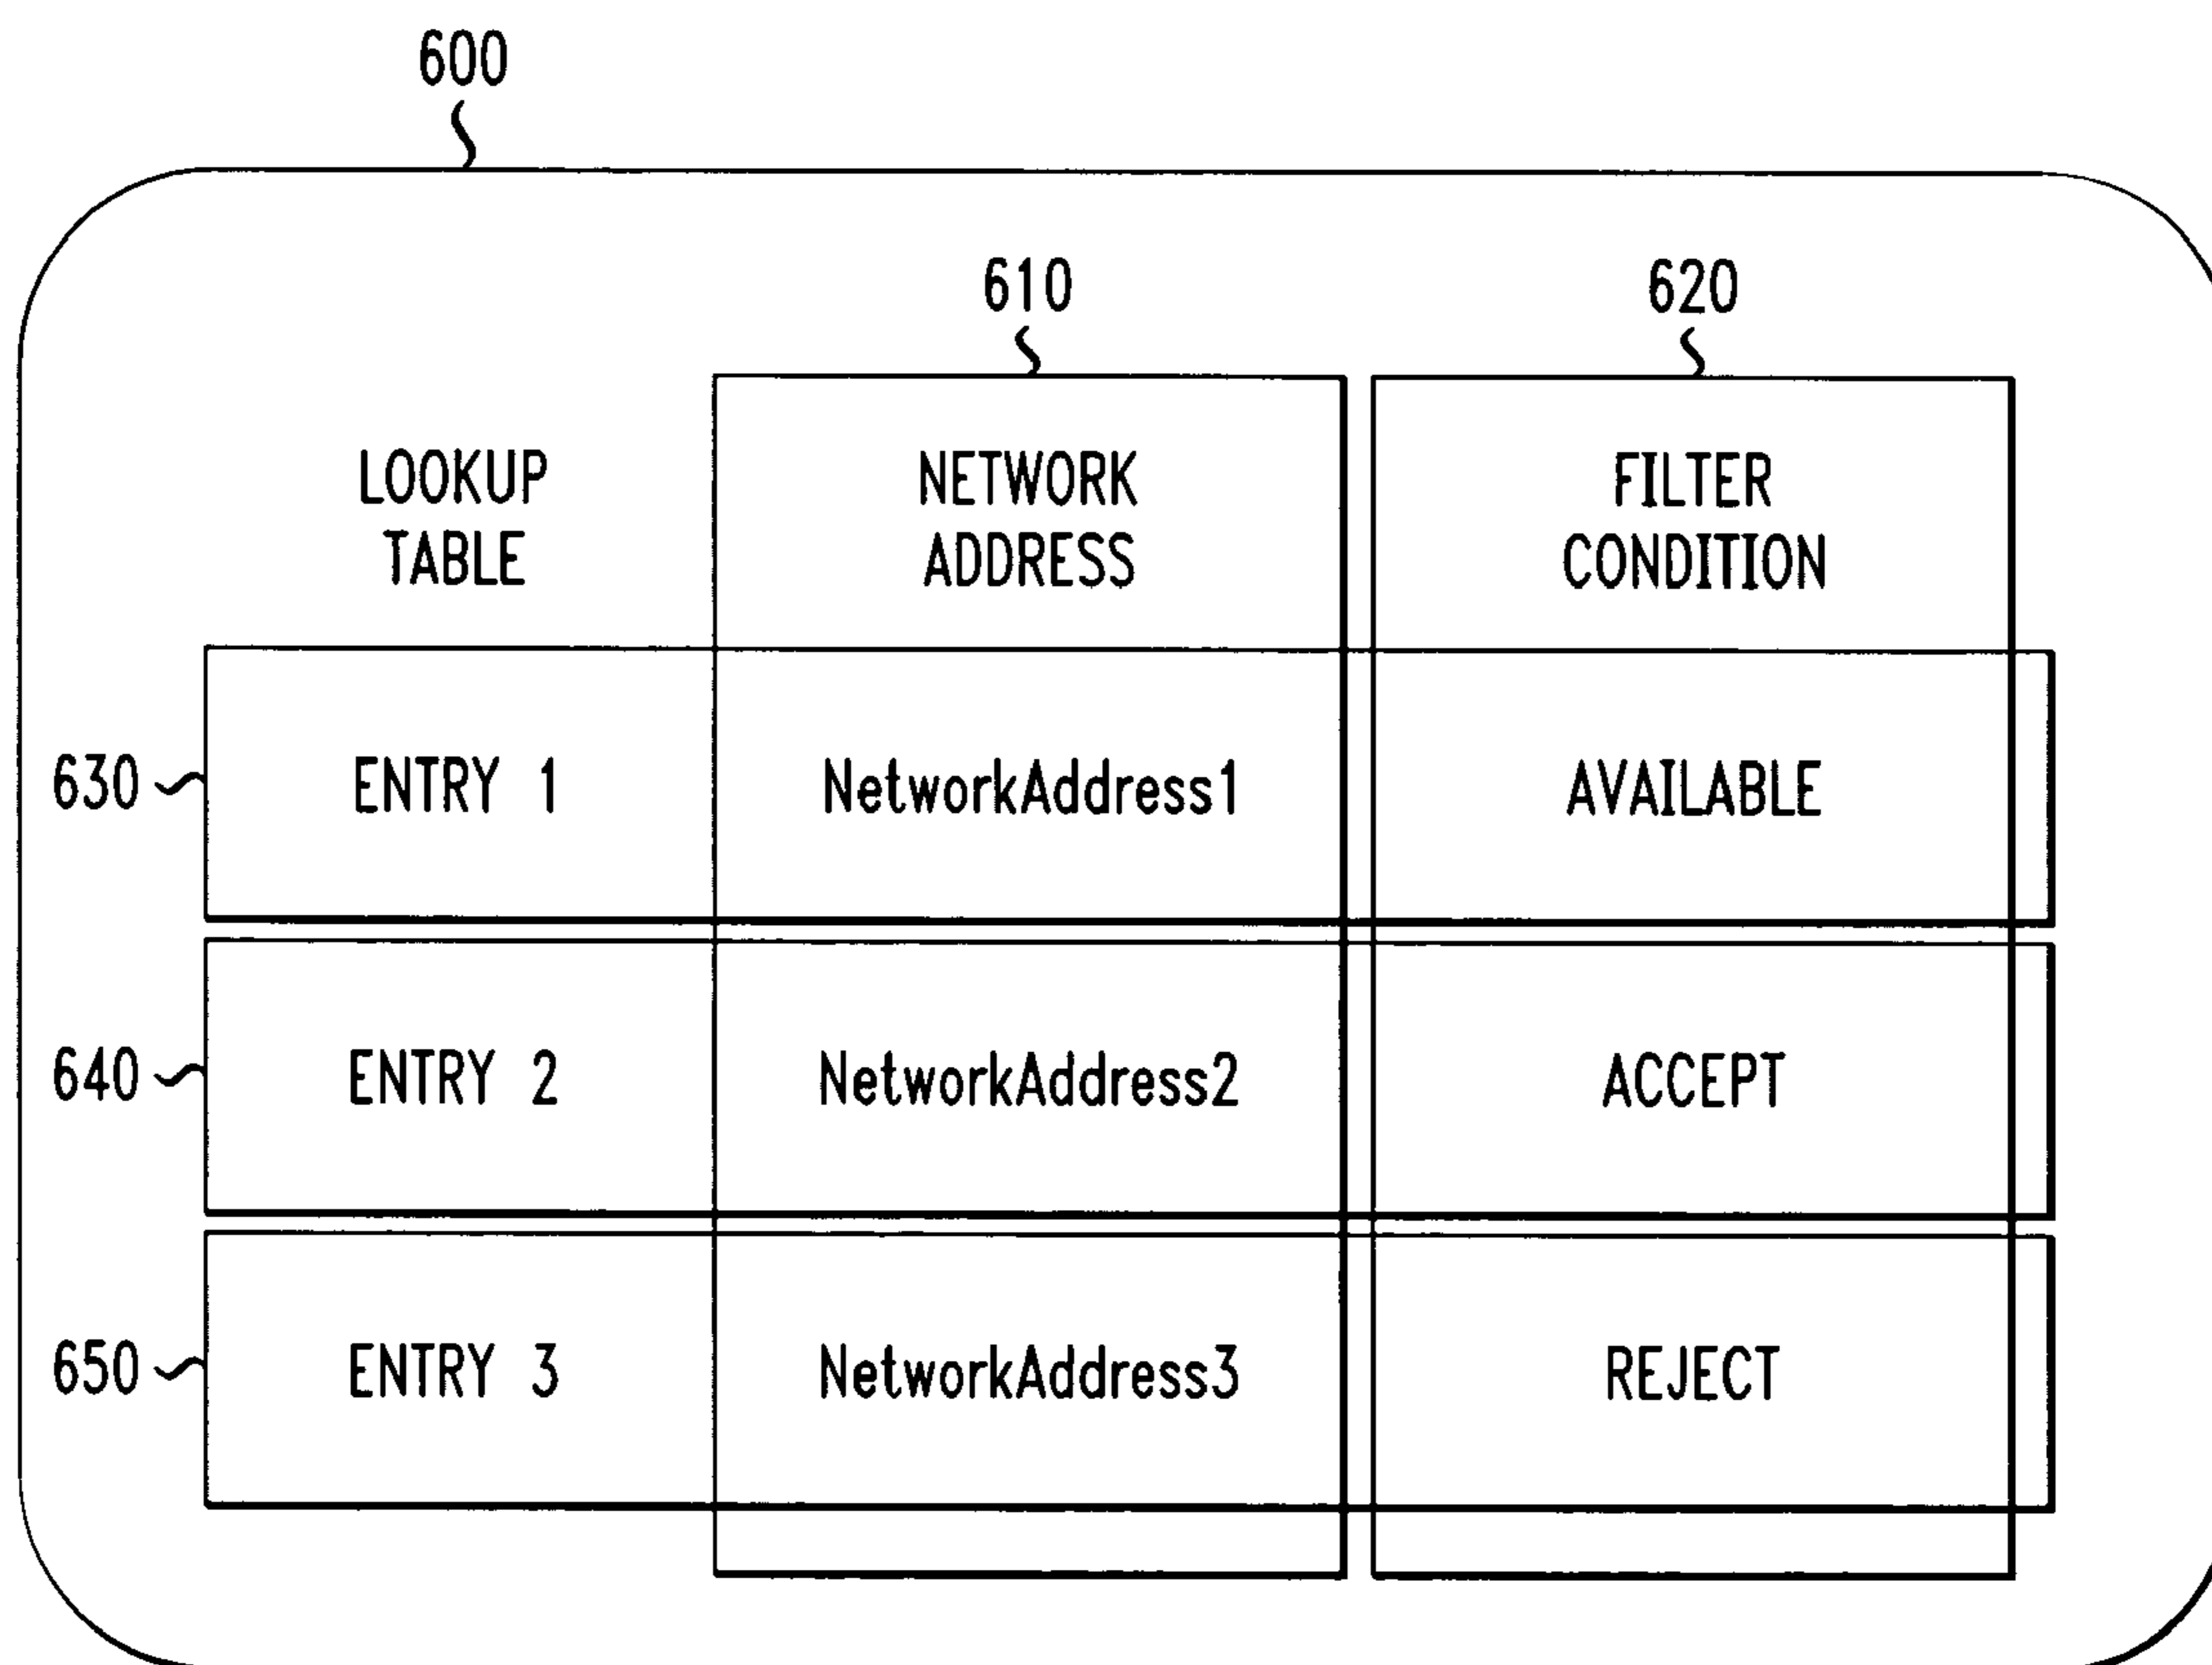 600
610 620
LOOKUP TABLE NETWORK ADDRESS FILTER CONDITION
630 ENTRY 1 NetworkAddress1 AVAILABLE
640 ENTRY 2 NetworkAddress2 ACCEPT
650 ENTRY 3 NetworkAddress3 REJECT